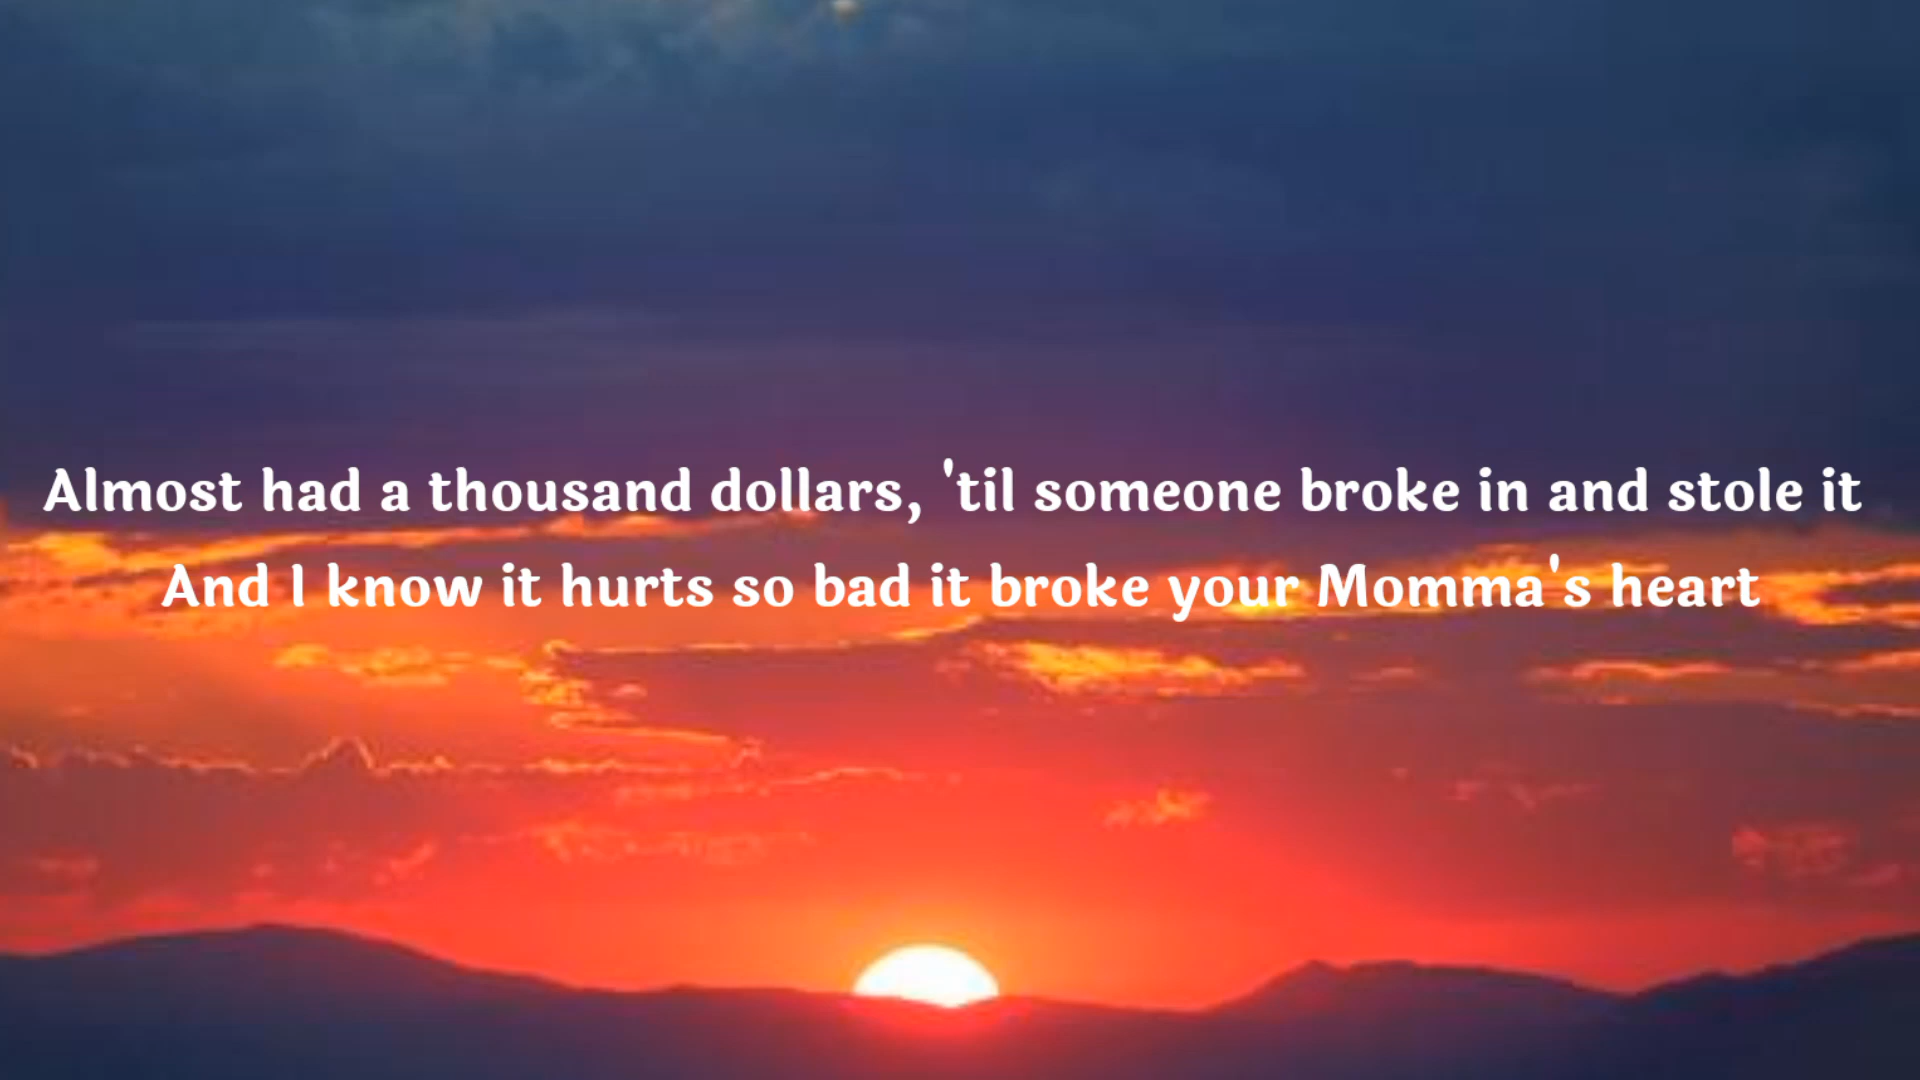 Almost had a thousand dollars, 'til someone broke in and stole it
And I know it hurts so bad it broke your Momma's heart